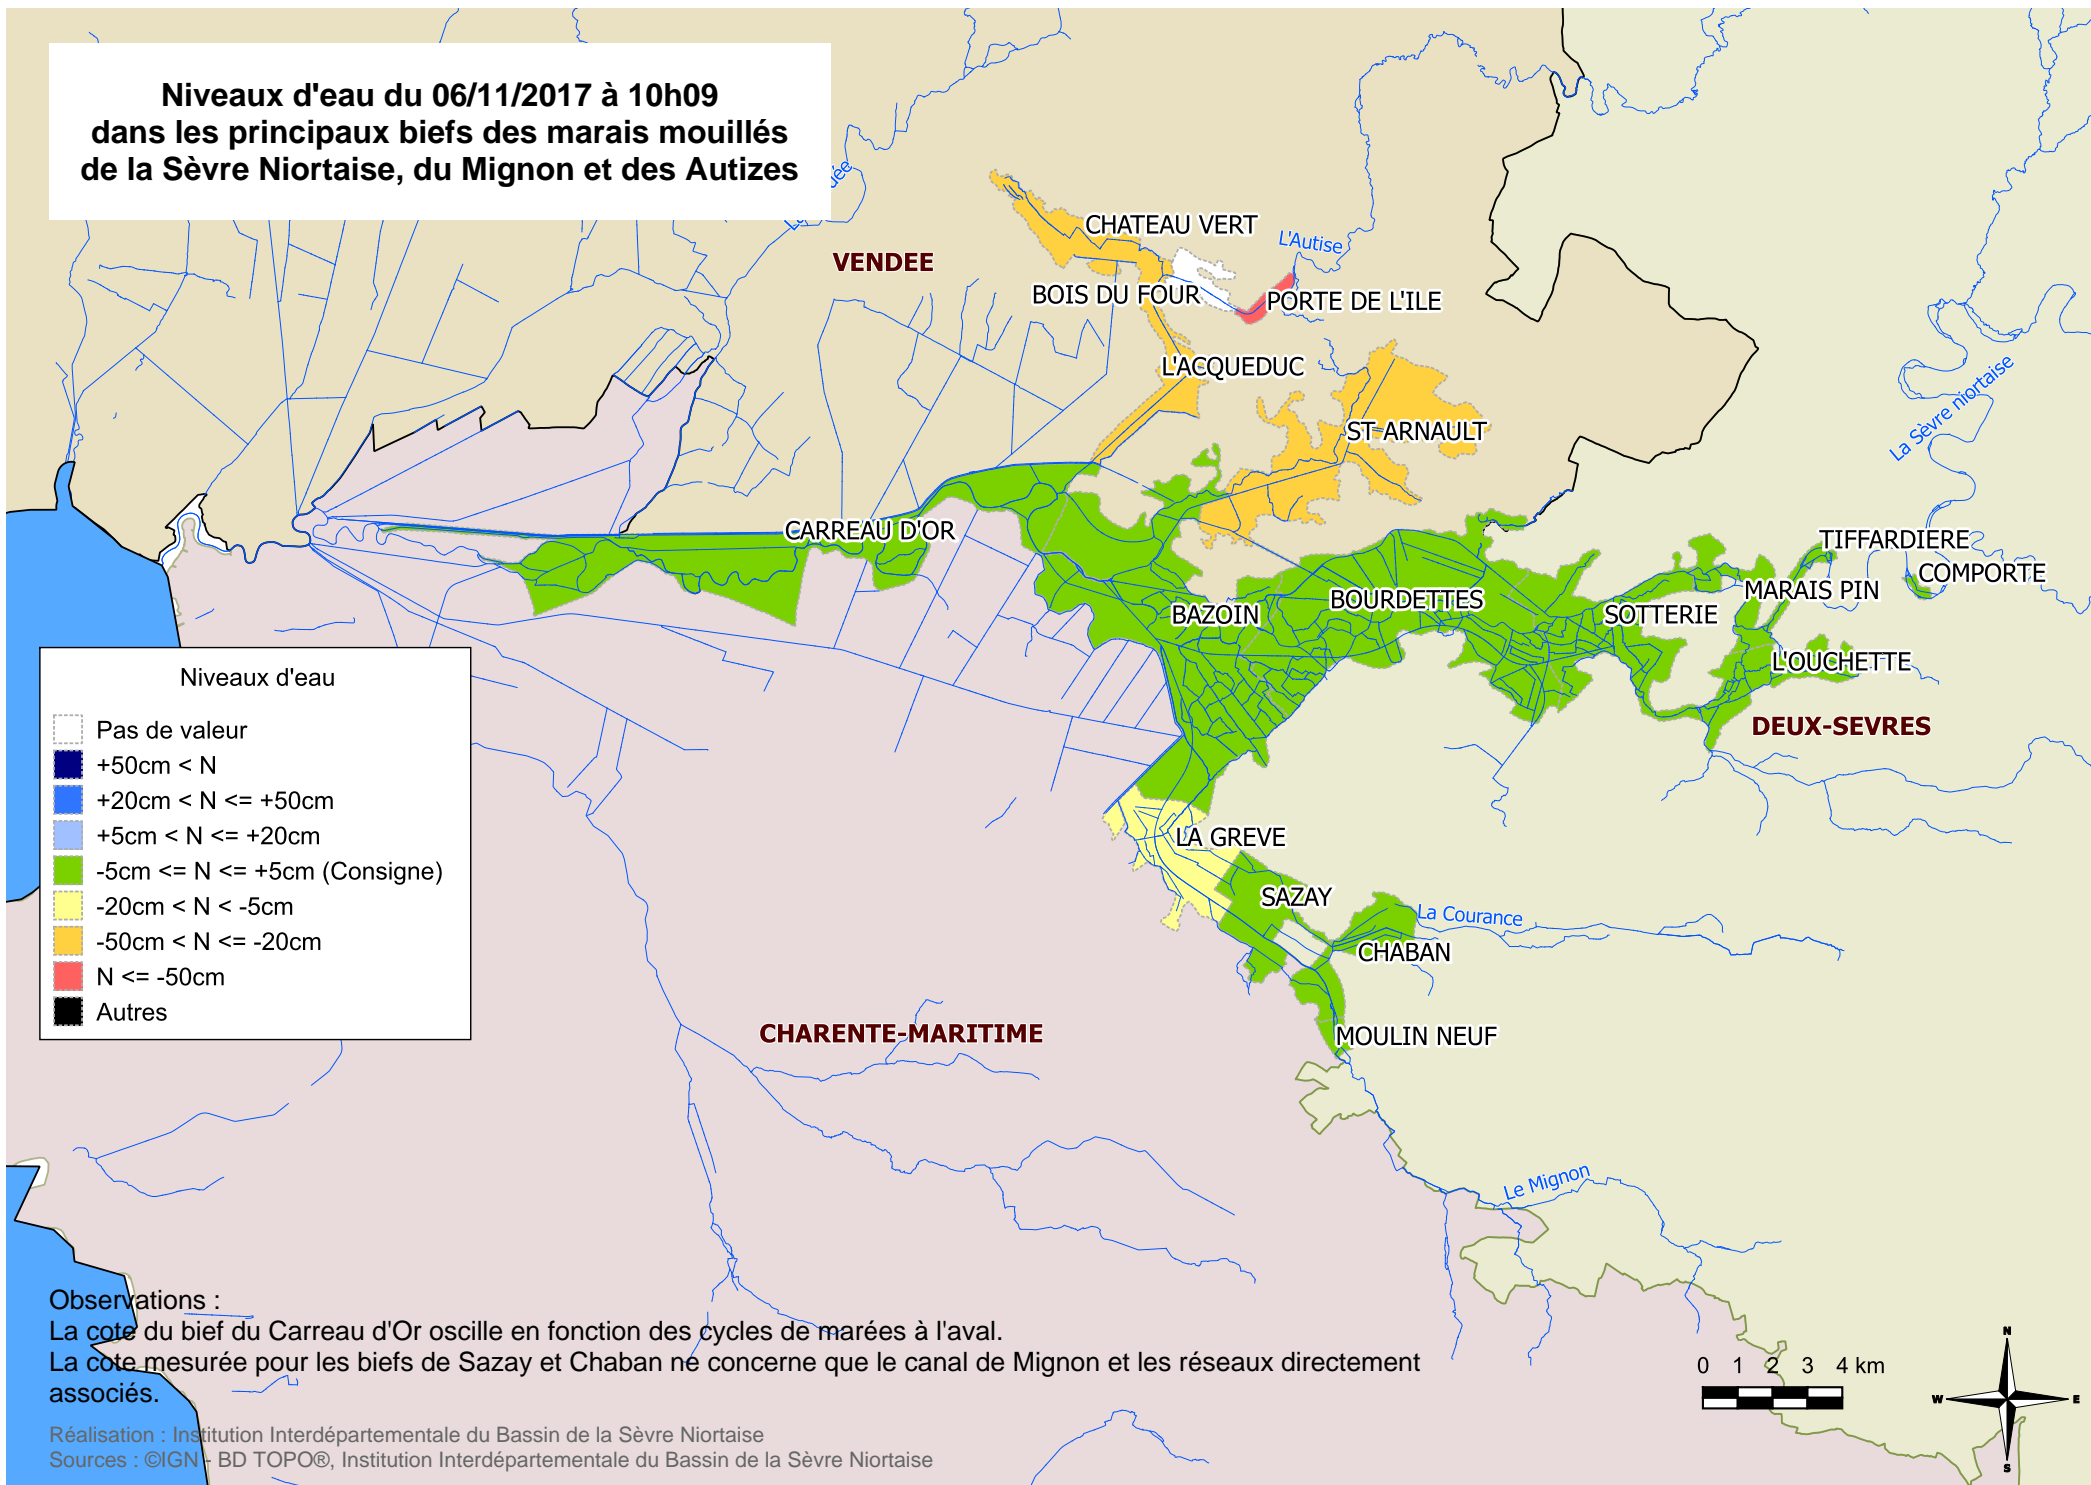 Niveaux d'eau du 06/11/2017 à 10h09
dans les principaux biefs des marais mouillés
de la Sèvre Niortaise, du Mignon et des Autizes
CHATEAU VERT
L'Autise
VENDEE
BOIS DU FOUR
PORTE DE L'ILE
L'ACQUEDUC
La Sèvre niortaise
ST ARNAULT
CARREAU D'OR
TIFFARDIERE
COMPORTE
MARAIS PIN
BOURDETTES
BAZOIN
SOTTERIE
L'OUCHETTE
DEUX-SEVRES
Niveaux d'eau
Pas de valeur
+50cm < N
+20cm < N <= +50cm
+5cm < N <= +20cm
-5cm <= N <= +5cm (Consigne)
-20cm < N < -5cm
-50cm < N <= -20cm
N <= -50cm
Autres
LA GREVE
SAZAY
La Courance
CHABAN
CHARENTE-MARITIME
MOULIN NEUF
Le Mignon
Observations :
La cote du bief du Carreau d'Or oscille en fonction des cycles de marées à l'aval.
La cote mesurée pour les biefs de Sazay et Chaban ne concerne que le canal de Mignon et les réseaux directement
associés.
Réalisation : Institution Interdépartementale du Bassin de la Sèvre Niortaise
Sources : ©IGN - BD TOPO®, Institution Interdépartementale du Bassin de la Sèvre Niortaise
0 1 2 3 4 km
N
W E
S